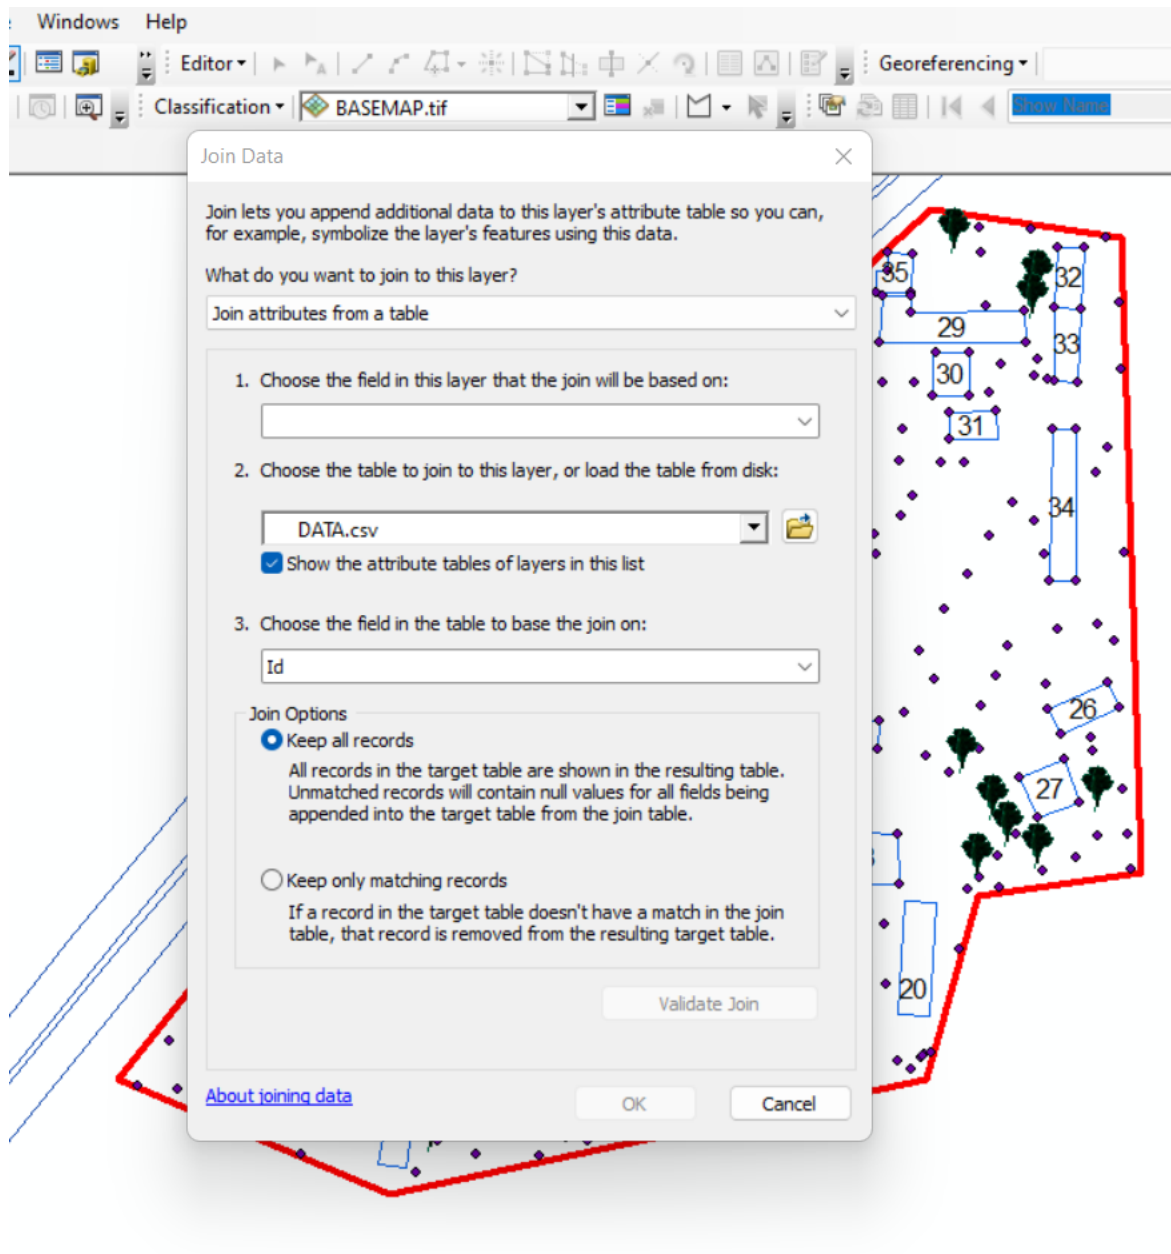 Windows Help
Editor Georeferencing
Classification BASEMAP.tif Show Name
Join Data
Join lets you append additional data to this layer's attribute table so you can,
for example, symbolize the layer's features using this data.
What do you want to join to this layer?
Join attributes from a table
1. Choose the field in this layer that the join will be based on:
2. Choose the table to join to this layer, or load the table from disk:
DATA.csv
Show the attribute tables of layers in this list
3. Choose the field in the table to base the join on:
Id
Join Options
Keep all records
All records in the target table are shown in the resulting table.
Unmatched records will contain null values for all fields being
appended into the target table from the join table.
Keep only matching records
If a record in the target table doesn't have a match in the join
table, that record is removed from the resulting target table.
Validate Join
About joining data
OK Cancel
35
32
29
33
30
31
34
26
27
20